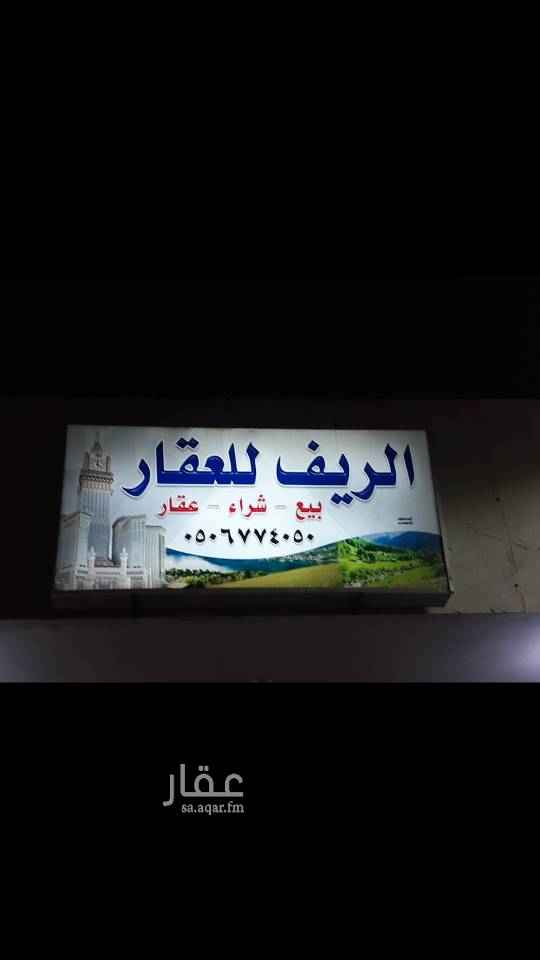 الريف للعقار
بيع - شراء - عقار
٠٥٠٦٧٧٤٠٥٠
عقار
sa.aqar.fm